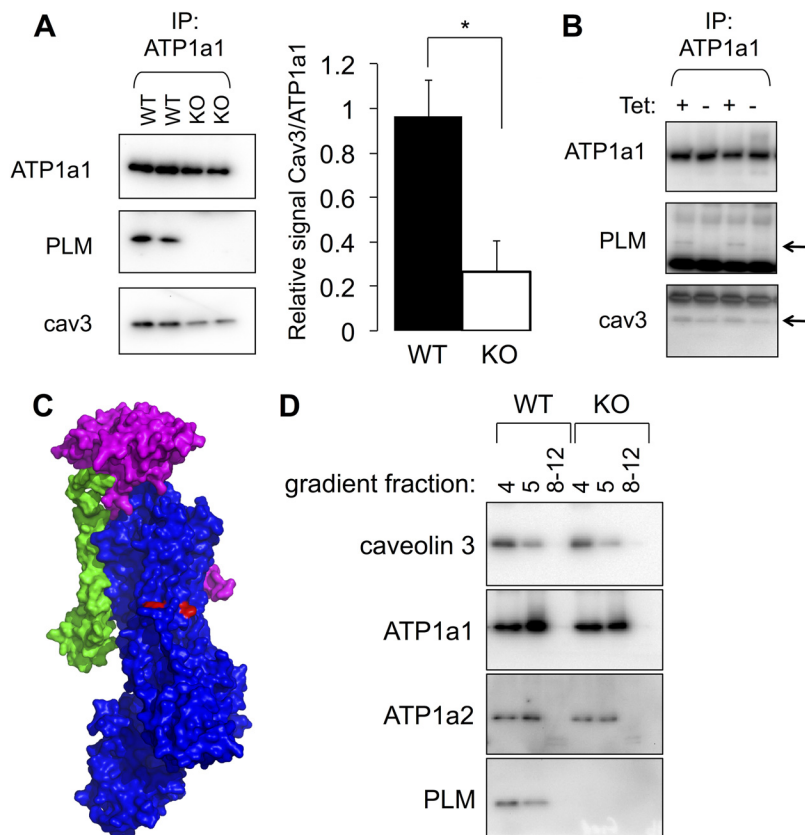 A
IP:
ATP1a1
WT WT KO KO
ATP1a1
PLM
cav3
*
Relative signal Cav3/ATP1a1
1.2
1
0.8
0.6
0.4
0.2
0
WT KO
B
IP:
ATP1a1
Tet: + - + -
ATP1a1
PLM
cav3
C
D
WT KO
gradient fraction: 4 5 8-12 4 5 8-12
caveolin 3
ATP1a1
ATP1a2
PLM